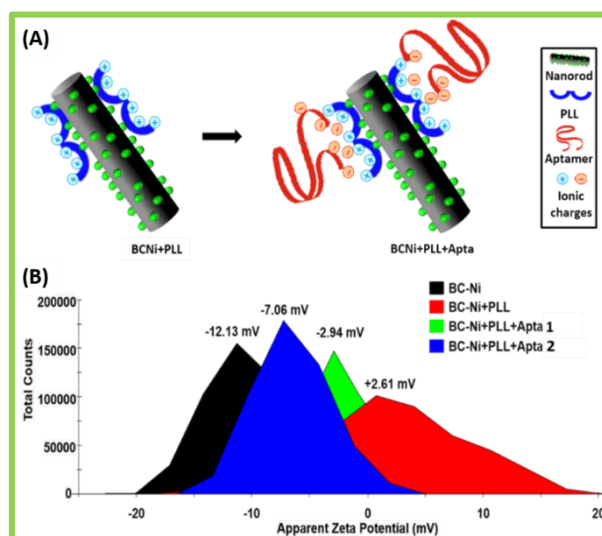 (A)
Nanorod
PLL
Aptamer
Ionic
charges
BCNi+PLL
BCNi+PLL+Apta
(B)
200000
150000
100000
50000
0
Total Counts
-12.13 mV
-7.06 mV
-2.94 mV
+2.61 mV
BC-Ni
BC-Ni+PLL
BC-Ni+PLL+Apta 1
BC-Ni+PLL+Apta 2
-20
-10
0
10
20
Apparent Zeta Potential (mV)